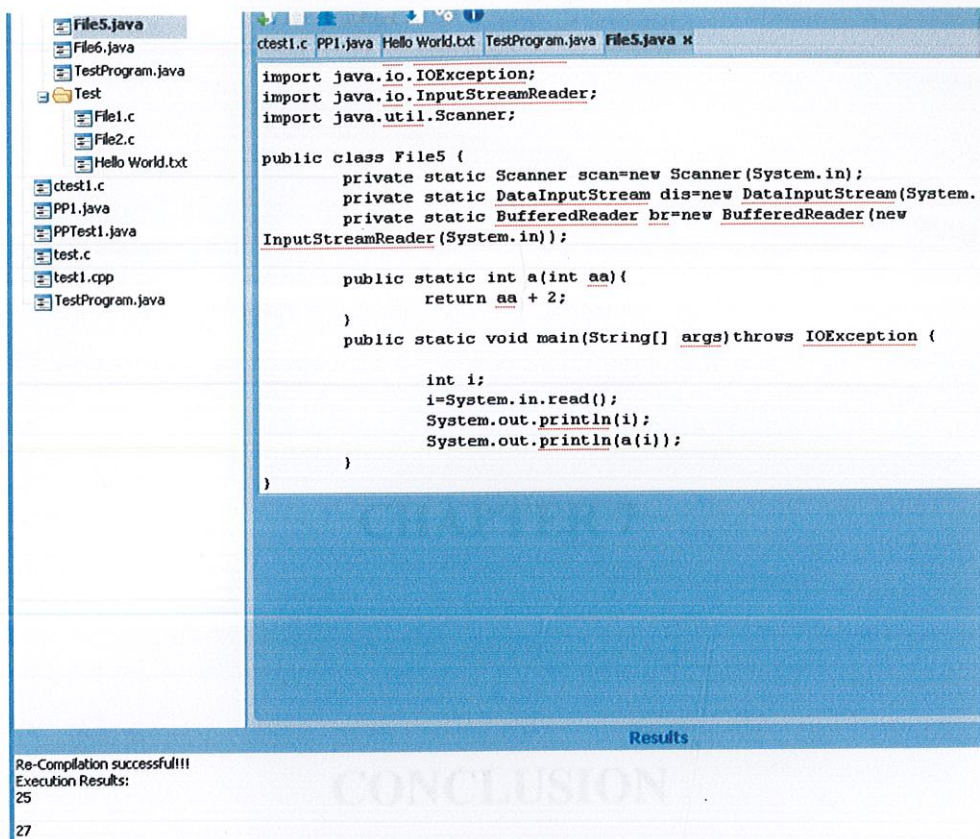 File5.java
File6.java
TestProgram.java
Test
File1.c
File2.c
Hello World.txt
ctest1.c
PP1.java
PPTest1.java
test.c
test1.cpp
TestProgram.java
ctest1.c PP1.java Hello World.txt TestProgram.java File5.java x
import java.io.IOException;
import java.io.InputStreamReader;
import java.util.Scanner;
public class File5 {
private static Scanner scan=new Scanner(System.in);
private static DataInputStream dis=new DataInputStream(System.
private static BufferedReader br=new BufferedReader(new
InputStreamReader(System.in));
public static int a(int aa){
return aa + 2;
}
public static void main(String[] args)throws IOException {
int i;
i=System.in.read();
System.out.println(i);
System.out.println(a(i));
}
}
CHAPTER 7
Results
Re-Compilation successful!!!
Execution Results:
25
27
CONCLUSION